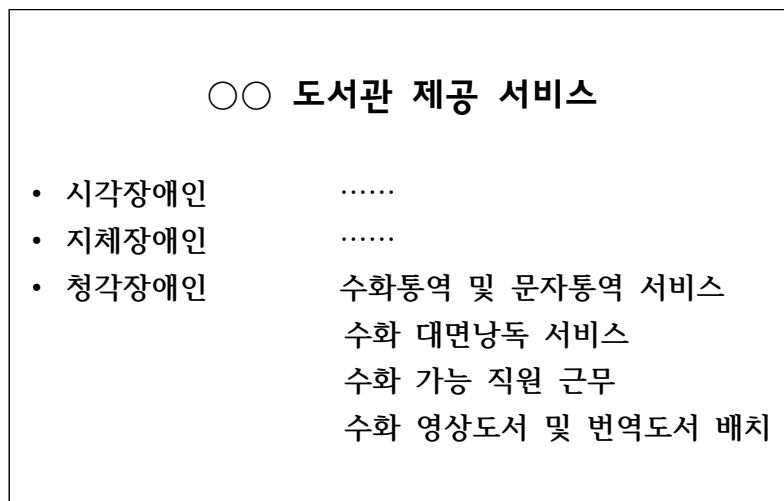 ○○ 도서관 제공 서비스
• 시각장애인 ……
• 지체장애인 ……
• 청각장애인 수화통역 및 문자통역 서비스
수화 대면낭독 서비스
수화 가능 직원 근무
수화 영상도서 및 번역도서 배치